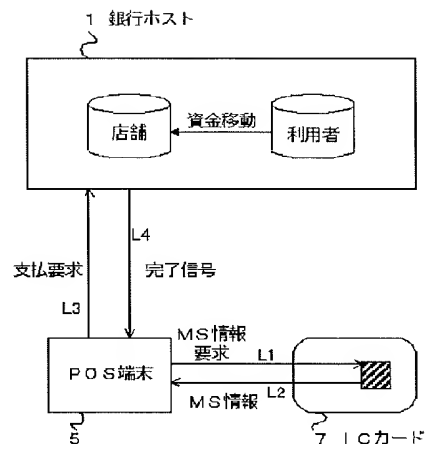 1 銀行ホスト
店舗
資金移動
利用者
支払要求
L3
L4
完了信号
MS情報
要求
L1
POS端末
L2
MS情報
5
7 ICカード